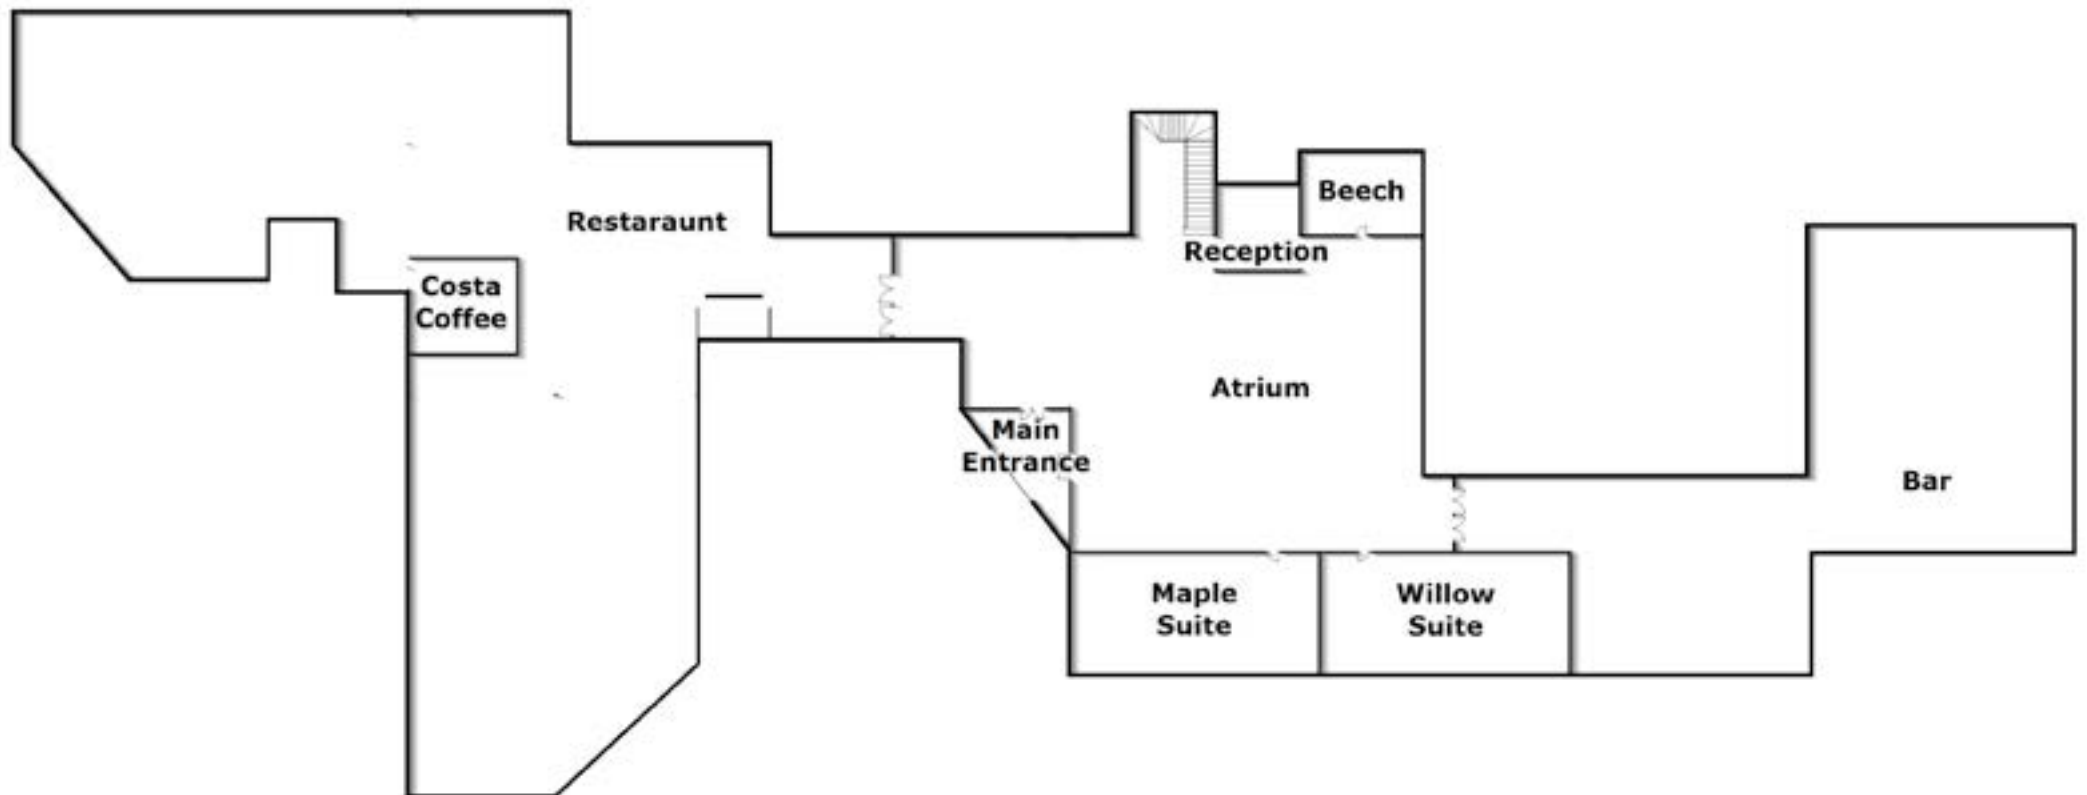 Beech
Restaraunt
Reception
Costa
Coffee
Atrium
Main
Entrance
Bar
Maple
Suite
Willow
Suite